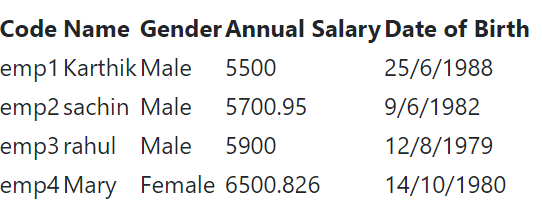 Code Name Gender Annual Salary Date of Birth
emp1 Karthik Male 5500 25/6/1988
emp2 sachin Male 5700.95 9/6/1982
emp3 rahul Male 5900 12/8/1979
emp4 Mary Female 6500.826 14/10/1980